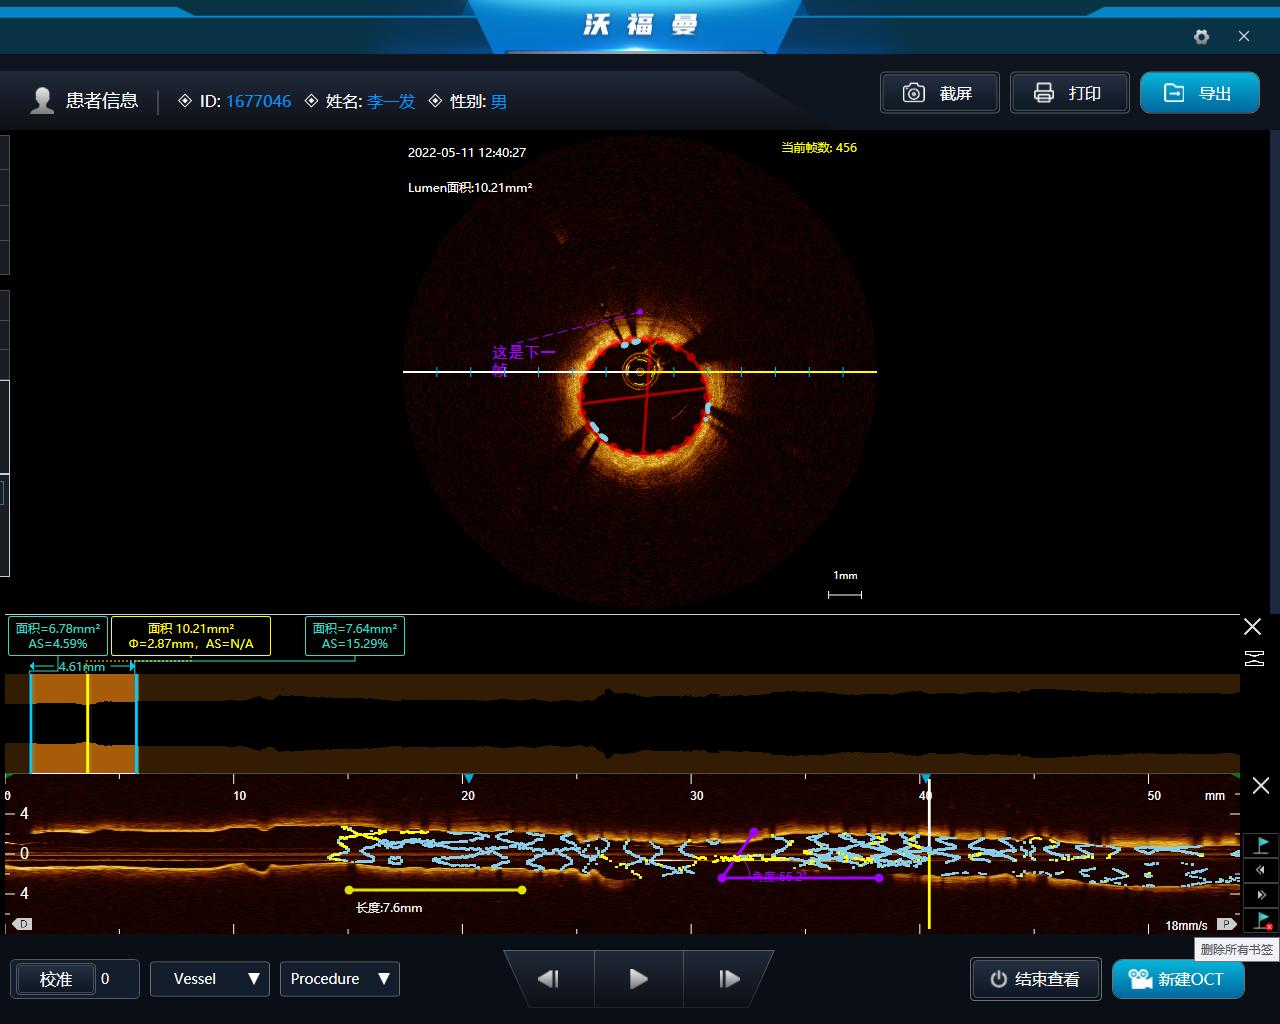 沃福曼
患者信息 ID: 1677046 姓名: 李一发 性别: 男
截屏 打印 导出
2022-05-11 12:40:27
当前帧数: 456
Lumen面积:10.21mm²
这是下一
帧
1mm
面积=6.78mm²
AS=4.59%
面积 10.21mm²
Φ=2.87mm，AS=N/A
面积=7.64mm²
AS=15.29%
4.61mm
0 10 20 30 40 50 mm
4
0
4
角度:55.2°
长度:7.6mm
D
18mm/s P
删除所有书签
校准 0 Vessel Procedure 结束查看 新建OCT